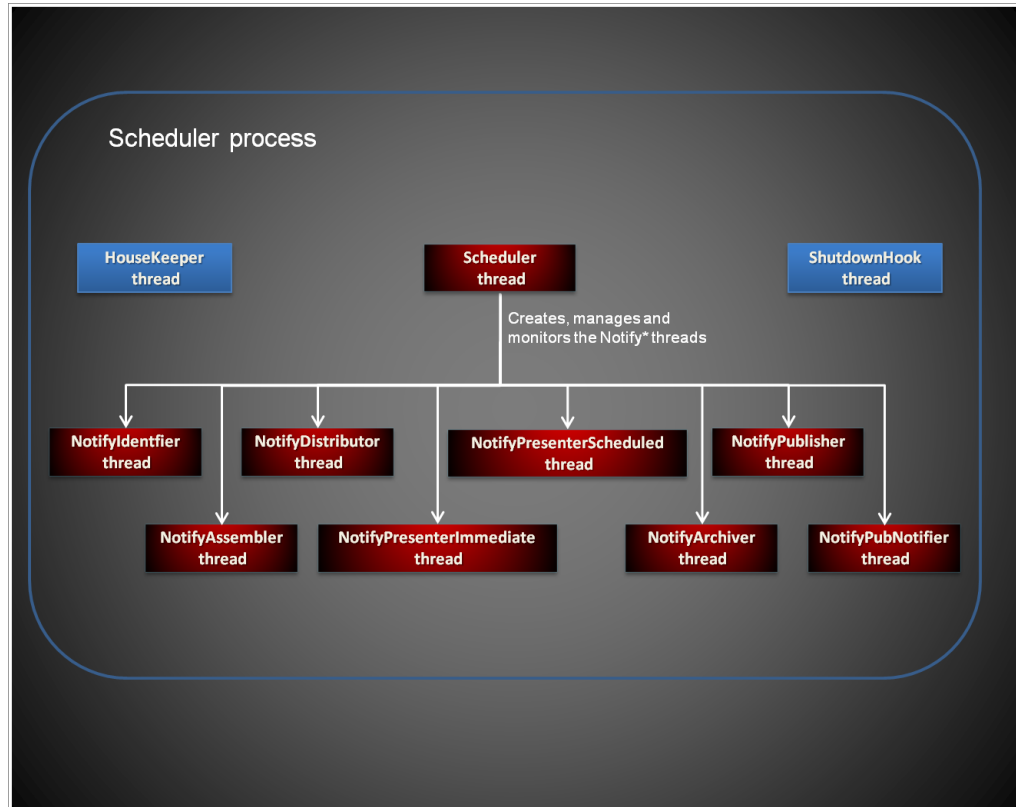 Scheduler process
HouseKeeper
thread
Scheduler
thread
ShutdownHook
thread
Creates, manages and
monitors the Notify* threads
NotifyIdentfier
thread
NotifyDistributor
thread
NotifyPresenterScheduled
thread
NotifyPublisher
thread
NotifyAssembler
thread
NotifyPresenterImmediate
thread
NotifyArchiver
thread
NotifyPubNotifier
thread